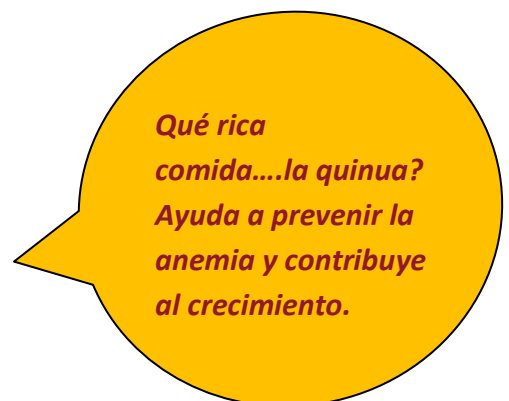 Qué rica
comida....la quinua?
Ayuda a prevenir la
anemia y contribuye
al crecimiento.